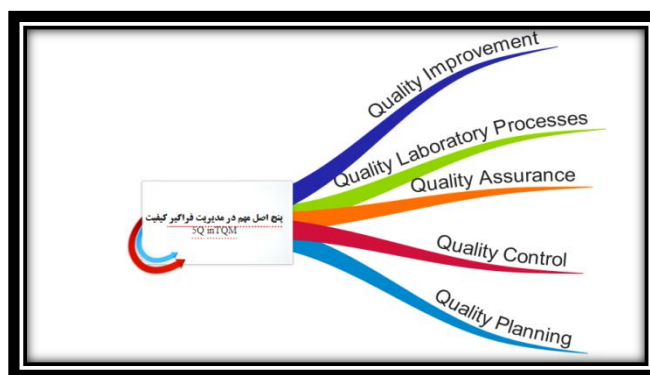 Quality Improvement
Quality Laboratory Processes
Quality Assurance
پنج اصل مهم در مدیریت فراگیر کیفیت
5Q inTQM
Quality Control
Quality Planning